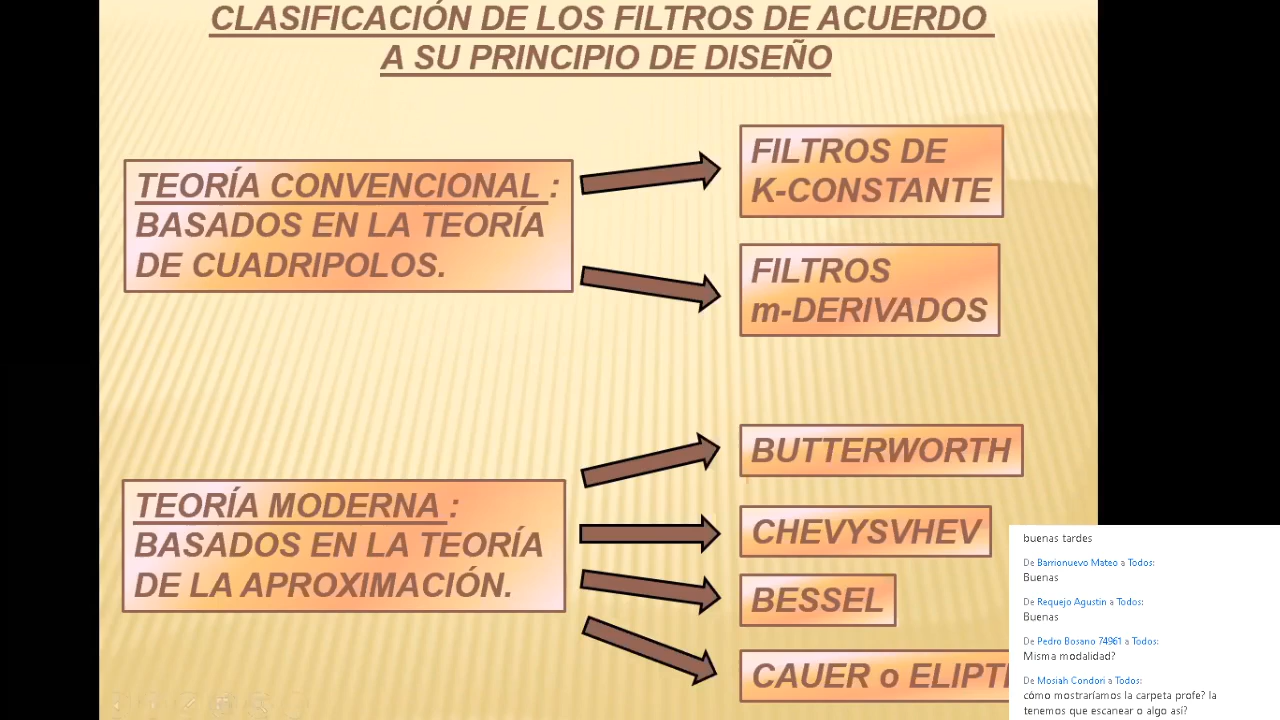 CLASIFICACIÓN DE LOS FILTROS DE ACUERDO
A SU PRINCIPIO DE DISEÑO
TEORÍA CONVENCIONAL :
BASADOS EN LA TEORÍA
DE CUADRIPOLOS.
FILTROS DE
K-CONSTANTE
FILTROS
m-DERIVADOS
TEORÍA MODERNA :
BASADOS EN LA TEORÍA
DE LA APROXIMACIÓN.
BUTTERWORTH
CHEVYSVHEV
BESSEL
CAUER o ELIPTI
buenas tardes
De Barrionuevo Mateo a Todos:
Buenas
De Requejo Agustin a Todos:
Buenas
De Pedro Bosano 74961 a Todos:
Misma modalidad?
De Mosiah Condori a Todos:
cómo mostraríamos la carpeta profe? la
tenemos que escanear o algo así?